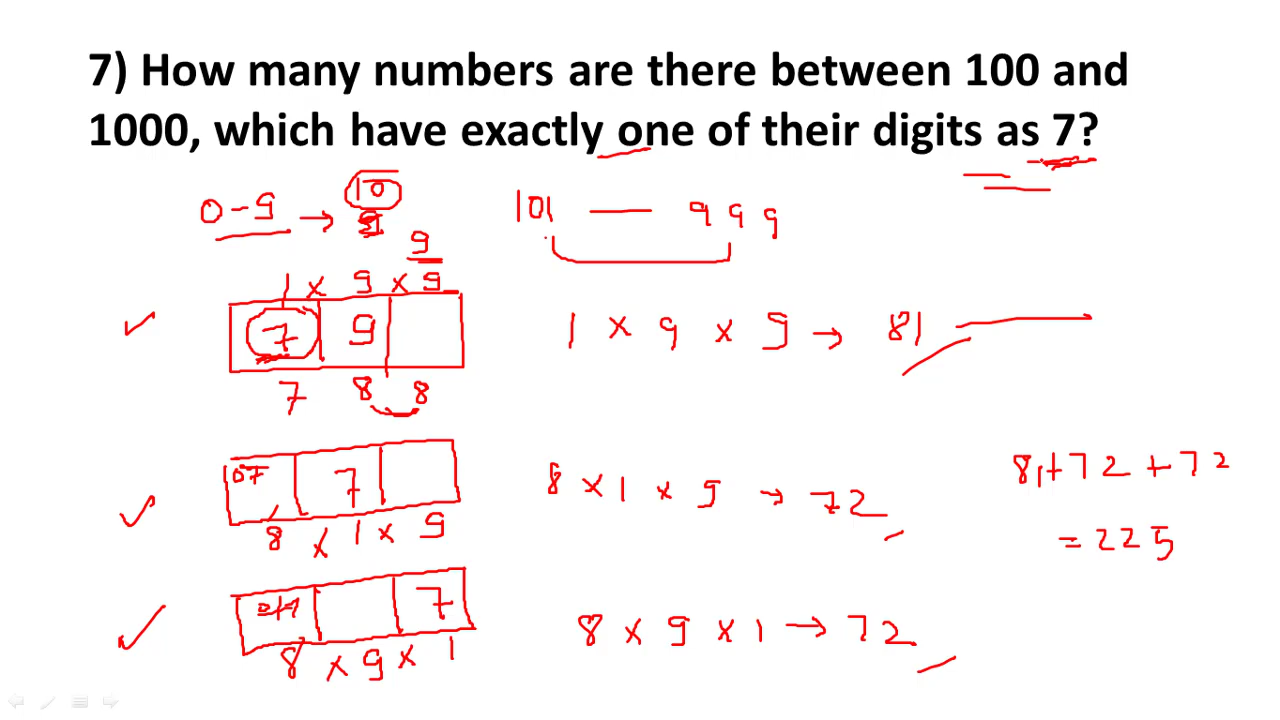 7) How many numbers are there between 100 and
1000, which have exactly one of their digits as 7?
0-9 → 10
101 — 999
9
1 × 9 × 9
7 9
1 × 9 × 9 → 81
7 8 8
07 7
8 × 1 × 9 → 72
81+72+72
8 × 1 × 9
=225
7
8 × 9 × 1 → 72
8 × 9 × 1